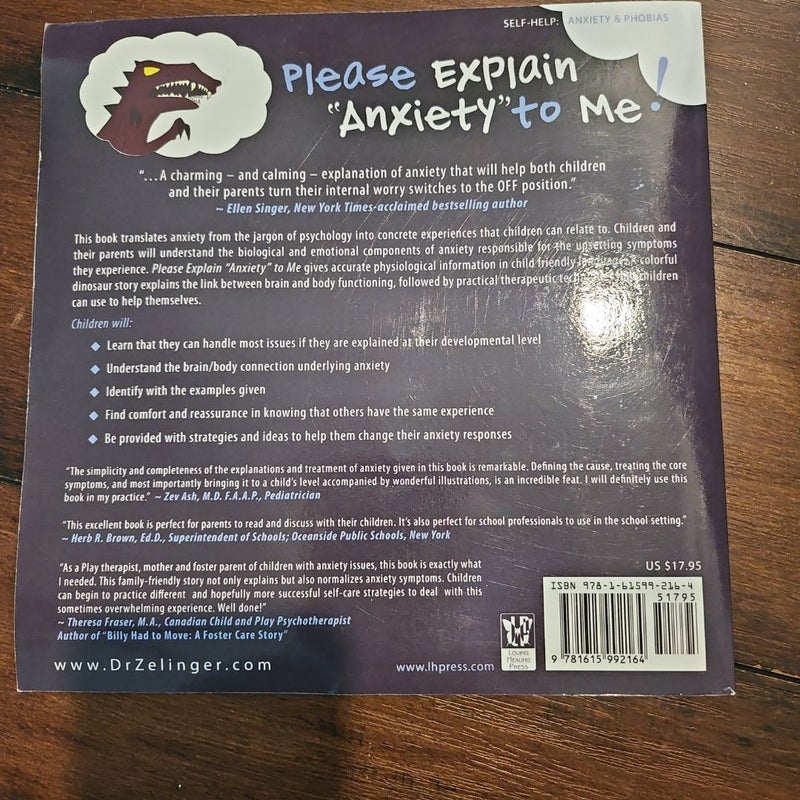 SELF-HELP: ANXIETY & PHOBIAS
Please Explain
"Anxiety" to Me!
"...A charming – and calming – explanation of anxiety that will help both children
and their parents turn their internal worry switches to the OFF position."
~ Ellen Singer, New York Times-acclaimed bestselling author
This book translates anxiety from the jargon of psychology into concrete experiences that children can relate to. Children and
their parents will understand the biological and emotional components of anxiety responsible for the upsetting symptoms
they experience. Please Explain "Anxiety" to Me gives accurate physiological information in child friendly colorful
dinosaur story explains the link between brain and body functioning, followed by practical therapeutic children
can use to help themselves.
Children will:
◆ Learn that they can handle most issues if they are explained at their developmental level
◆ Understand the brain/body connection underlying anxiety
◆ Identify with the examples given
◆ Find comfort and reassurance in knowing that others have the same experience
◆ Be provided with strategies and ideas to help them change their anxiety responses
"The simplicity and completeness of the explanations and treatment of anxiety given in this book is remarkable. Defining the cause, treating the core
symptoms, and most importantly bringing it to a child's level accompanied by wonderful illustrations, is an incredible feat. I will definitely use this
book in my practice." ~ Zev Ash, M.D. F.A.A.P., Pediatrician
"This excellent book is perfect for parents to read and discuss with their children. It's also perfect for school professionals to use in the school setting."
~ Herb R. Brown, Ed.D., Superintendent of Schools; Oceanside Public Schools, New York
"As a Play therapist, mother and foster parent of children with anxiety issues, this book is exactly what
I needed. This family-friendly story not only explains but also normalizes anxiety symptoms. Children
can begin to practice different and hopefully more successful self-care strategies to deal with this
sometimes overwhelming experience. Well done!"
~ Theresa Fraser, M.A., Canadian Child and Play Psychotherapist
Author of "Billy Had to Move: A Foster Care Story"
www.DrZelinger.com
www.lhpress.com
Loving
Healing
Press
US $17.95
ISBN 978-1-61599-216-4
51795
9 781615 992164